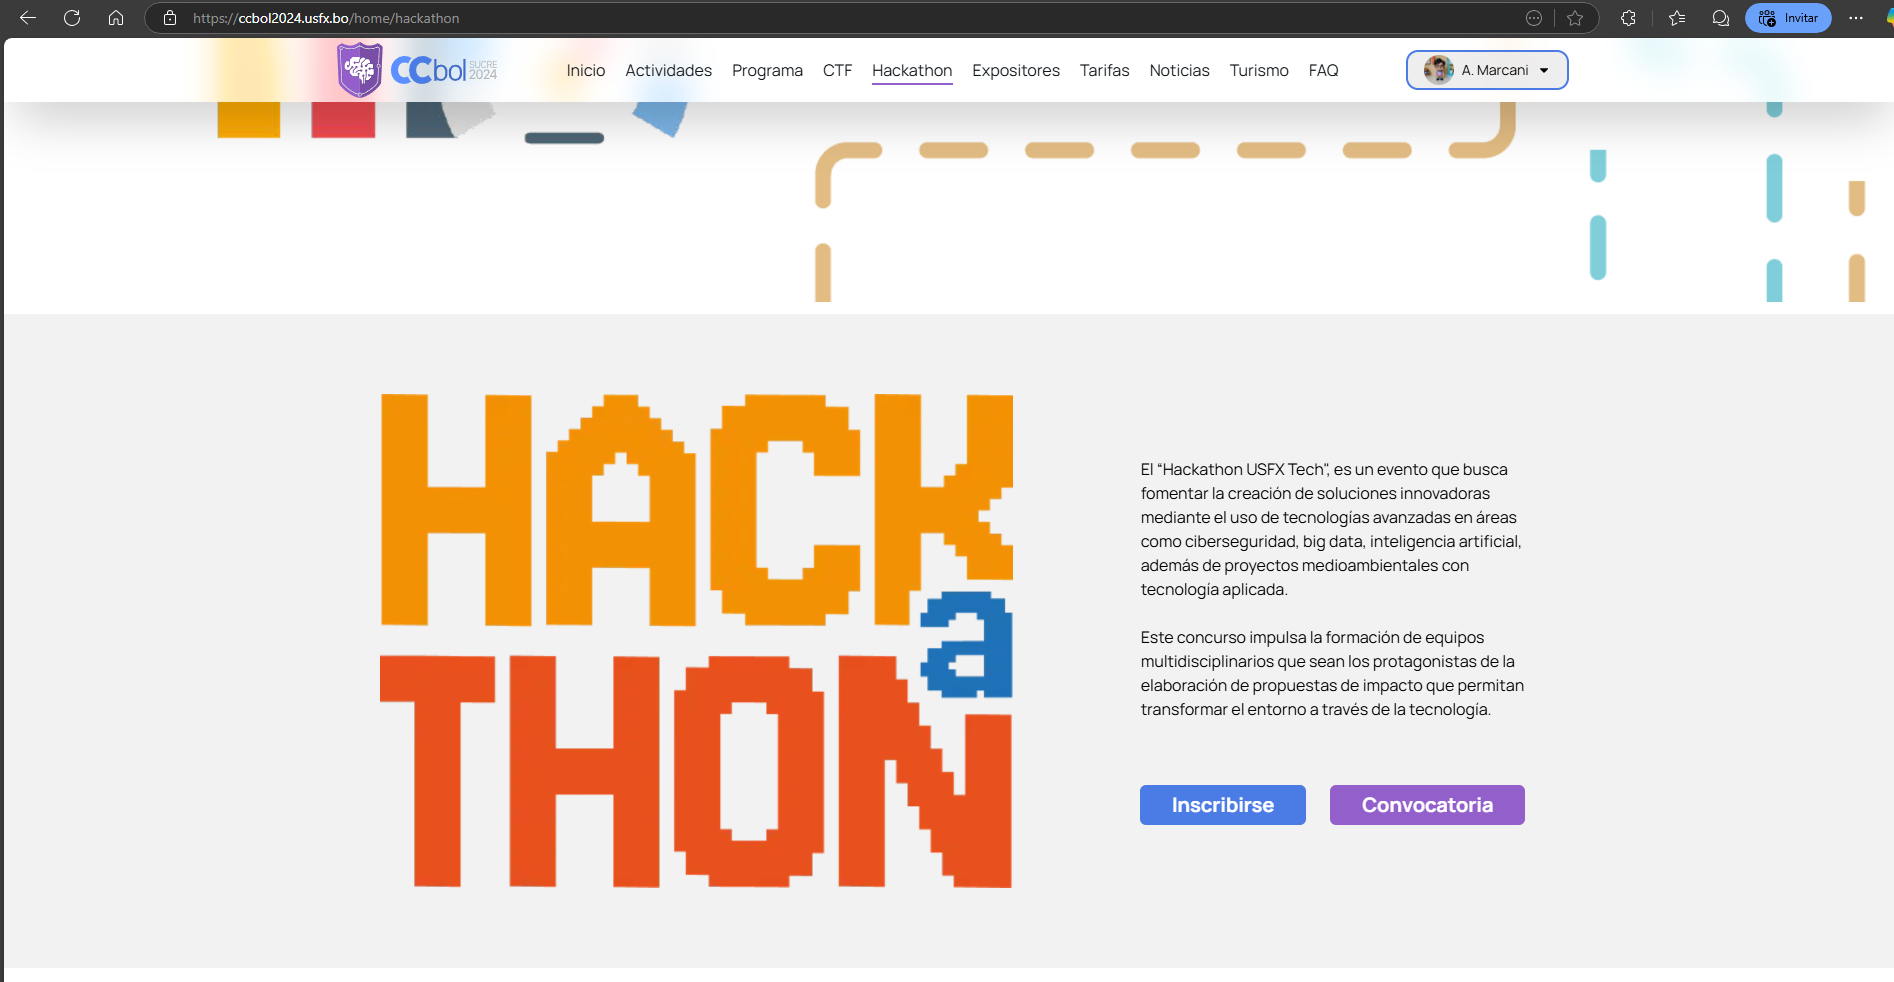 https://ccbol2024.usfx.bo/home/hackathon
Invitar
CCbol SUCRE 2024
Inicio
Actividades
Programa
CTF
Hackathon
Expositores
Tarifas
Noticias
Turismo
FAQ
A. Marcani
HACK
a
THON
El “Hackathon USFX Tech", es un evento que busca
fomentar la creación de soluciones innovadoras
mediante el uso de tecnologías avanzadas en áreas
como ciberseguridad, big data, inteligencia artificial,
además de proyectos medioambientales con
tecnología aplicada.
Este concurso impulsa la formación de equipos
multidisciplinarios que sean los protagonistas de la
elaboración de propuestas de impacto que permitan
transformar el entorno a través de la tecnología.
Inscribirse
Convocatoria